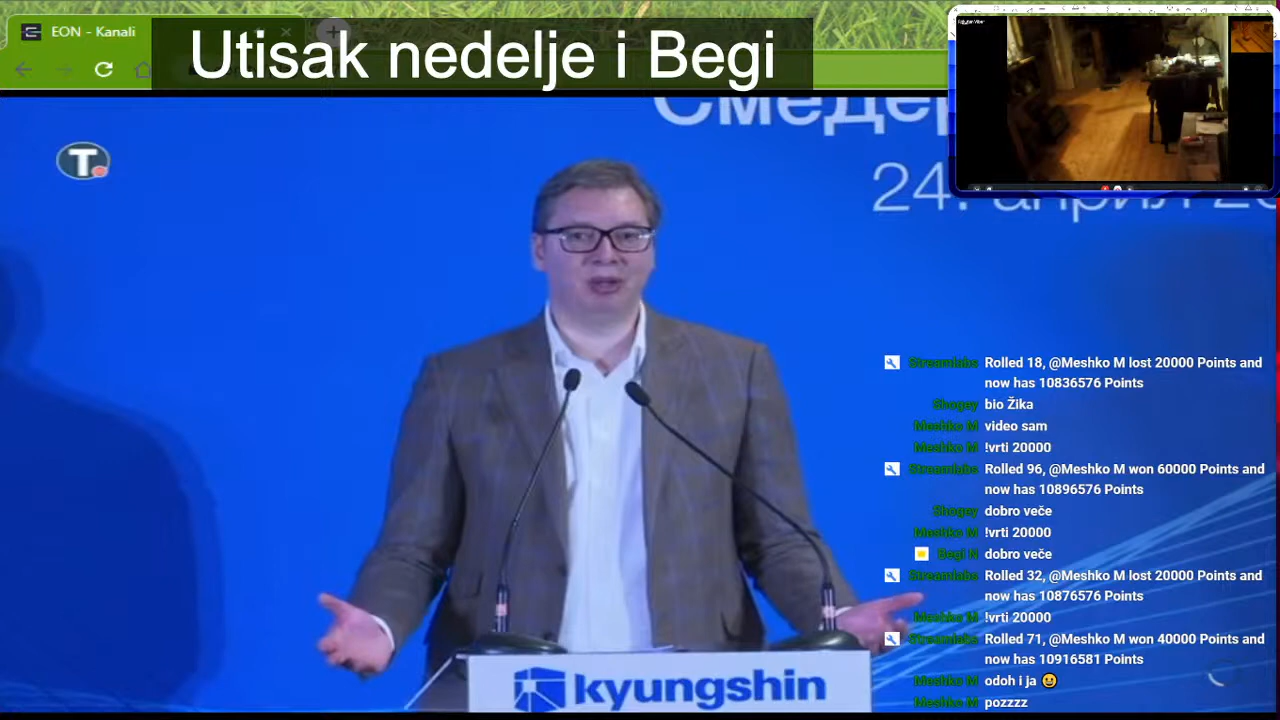 EON - Kanali
Utisak nedelje i Begi
T
24. април 20
kyungshin
Streamlabs Rolled 18, @Meshko M lost 20000 Points and
now has 10836576 Points
Shogey bio Žika
Meshko M video sam
Meshko M !vrti 20000
Streamlabs Rolled 96, @Meshko M won 60000 Points and
now has 10896576 Points
Shogey dobro veče
Meshko M !vrti 20000
Begi N dobro veče
Streamlabs Rolled 32, @Meshko M lost 20000 Points and
now has 10876576 Points
Meshko M !vrti 20000
Streamlabs Rolled 71, @Meshko M won 40000 Points and
now has 10916581 Points
Meshko M odoh i ja
Meshko M pozzzz